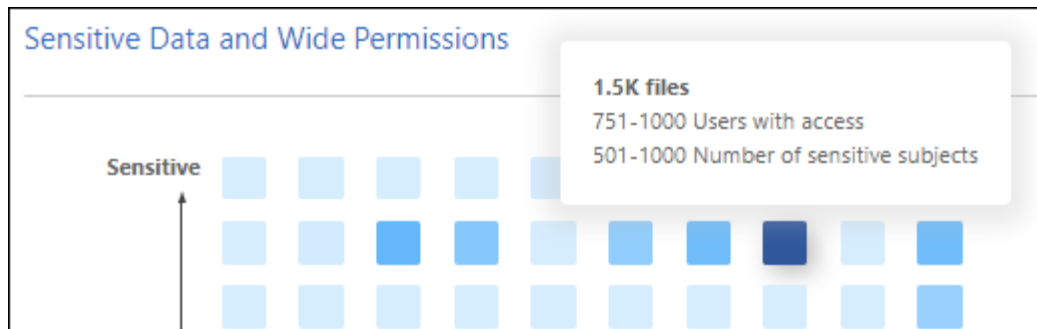 Sensitive Data and Wide Permissions
1.5K files
751-1000 Users with access
501-1000 Number of sensitive subjects
Sensitive